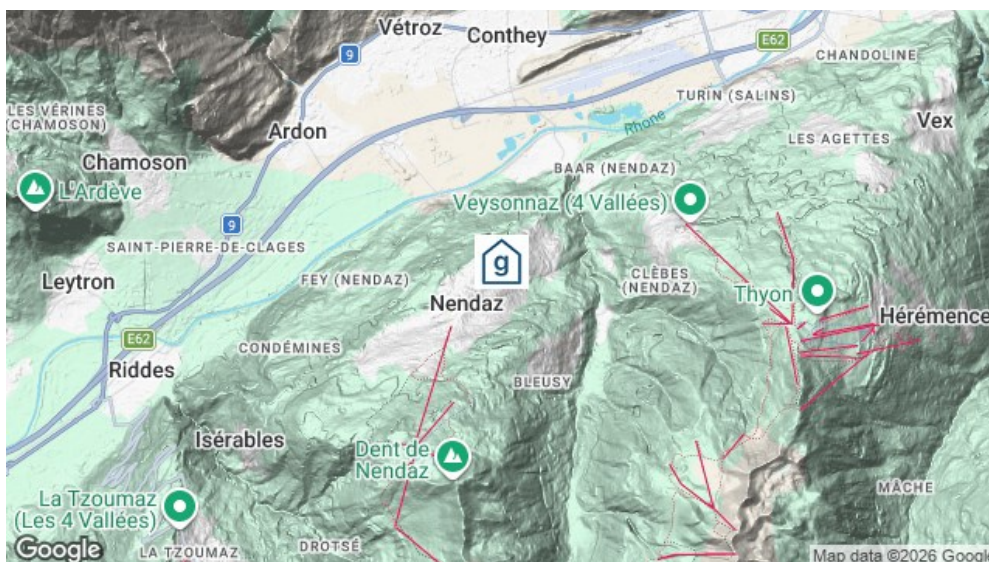 Vétroz
Conthey
E62
CHANDOLINE
9
LES VÉRINES
(CHAMOSON)
TURIN (SALINS)
Rhone
Vex
Ardon
LES AGETTES
Chamoson
BAAR (NENDAZ)
L'Ardève
Veysonnaz (4 Vallées)
9
SAINT-PIERRE-DE-CLAGES
g
Leytron
FEY (NENDAZ)
CLÈBES
(NENDAZ)
Thyon
Nendaz
Hérémence
E62
CONDÉMINES
Riddes
BLEUSY
Isérables
Dent de
Nendaz
La Tzoumaz
(Les 4 Vallées)
MÂCHE
Google
LA TZOUMAZ
DROTSÉ
Map data ©2026 Google